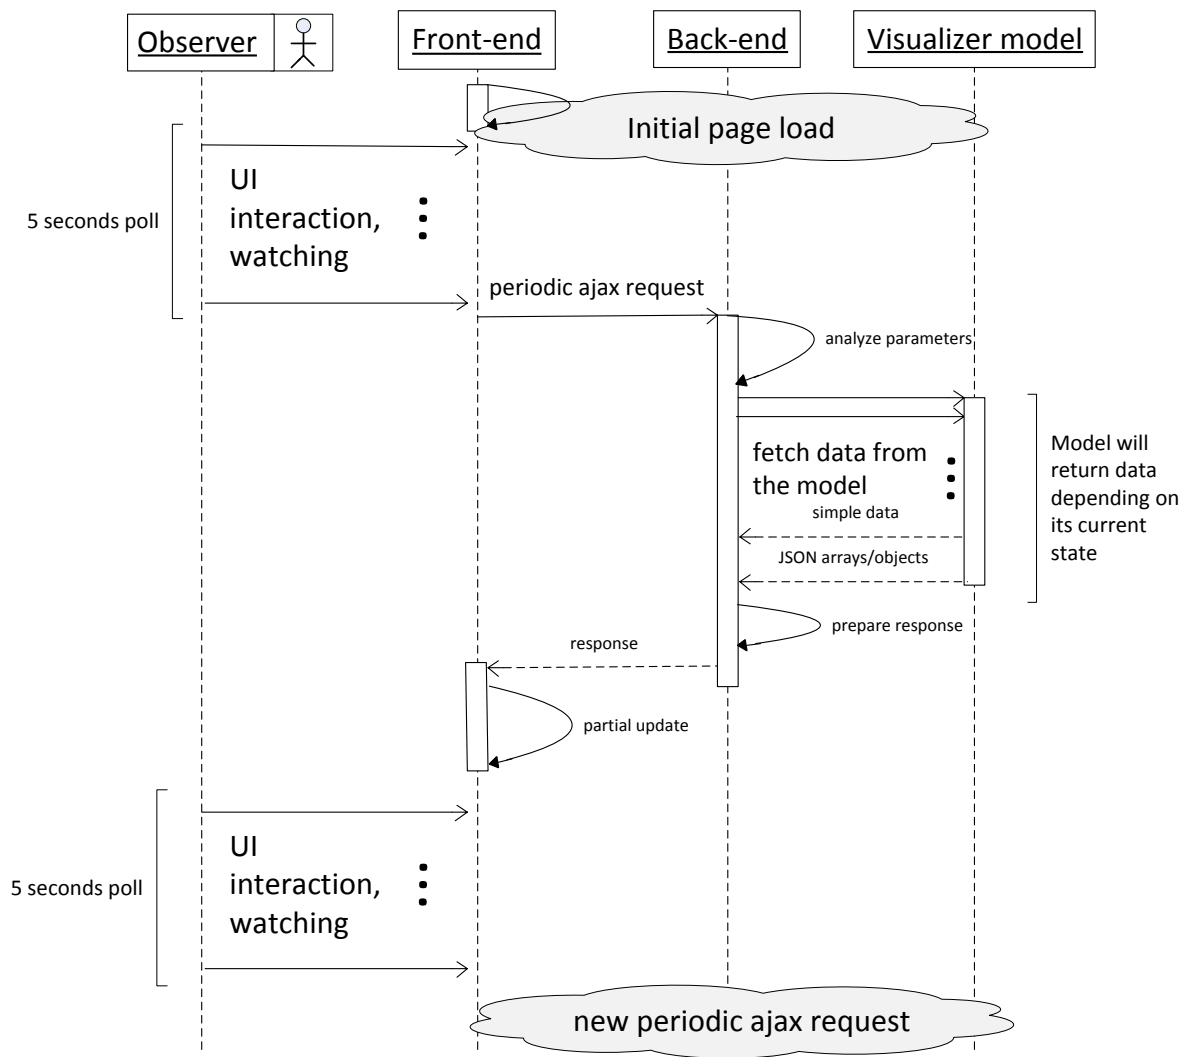 Observer
Front-end
Back-end
Visualizer model
Initial page load
UI
interaction,
watching
5 seconds poll
periodic ajax request
analyze parameters
fetch data from
the model
Model will
return data
depending on
its current
state
simple data
JSON arrays/objects
prepare response
response
partial update
UI
interaction,
watching
5 seconds poll
new periodic ajax request